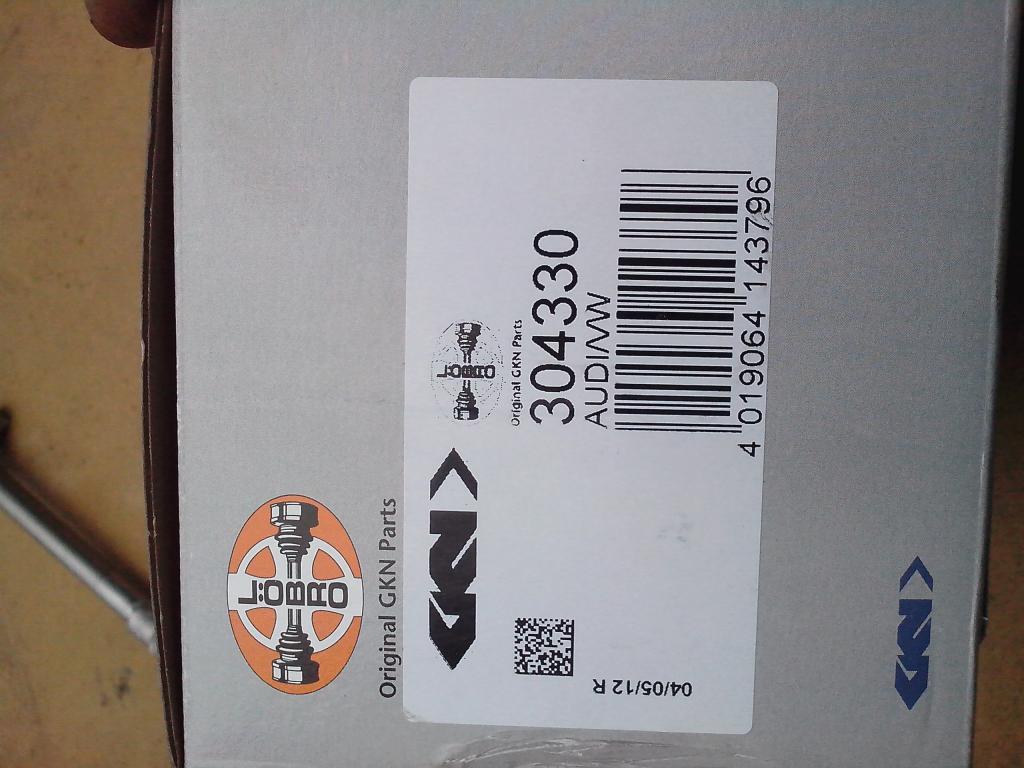 LÖBRO
Original GKN Parts
GKN
LÖBRO
Original GKN Parts
304330
AUDI/VW
4 019064 143796
04/05/12 R
GKN